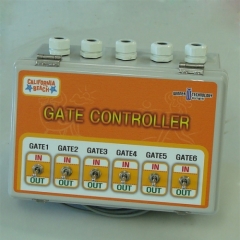 CALIFORNIA
BEACH
TECHNOLOGY
GATE CONTROLLER
GATE1 GATE2 GATE3 GATE4 GATE5 GATE6
IN IN IN IN IN IN
OUT OUT OUT OUT OUT OUT